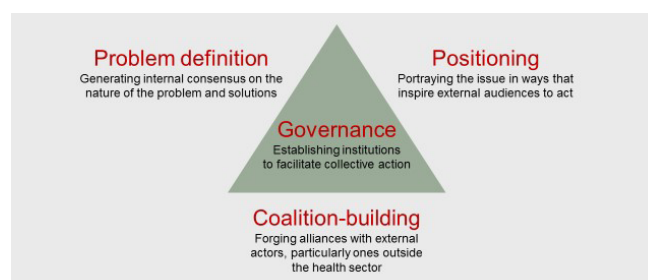 Problem definition
Generating internal consensus on the
nature of the problem and solutions
Positioning
Portraying the issue in ways that
inspire external audiences to act
Governance
Establishing institutions
to facilitate collective action
Coalition-building
Forging alliances with external
actors, particularly ones outside
the health sector